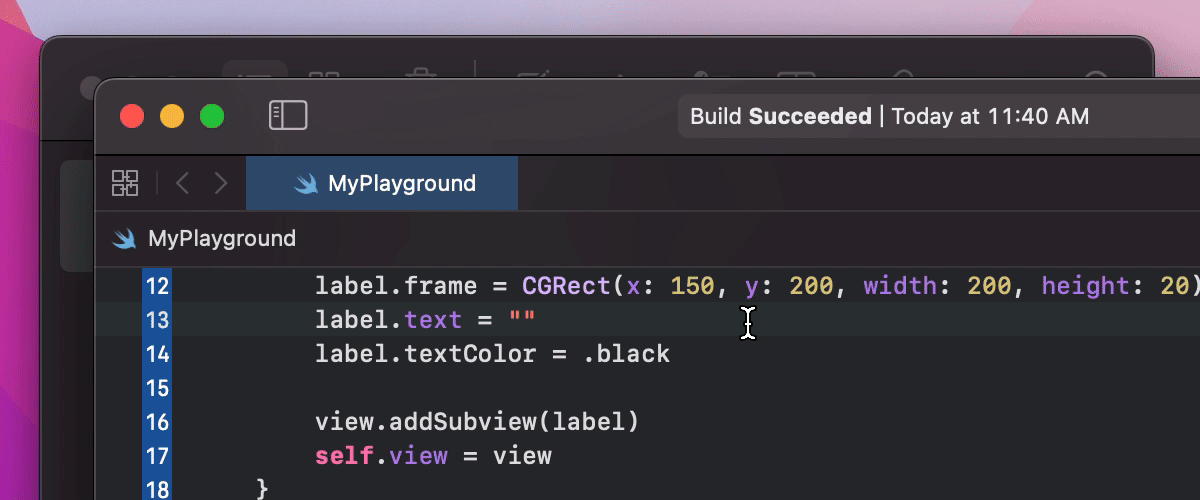 Build Succeeded | Today at 11:40 AM
MyPlayground
MyPlayground
12 label.frame = CGRect(x: 150, y: 200, width: 200, height: 20)
13 label.text = ""
14 label.textColor = .black
15
16 view.addSubview(label)
17 self.view = view
18 }